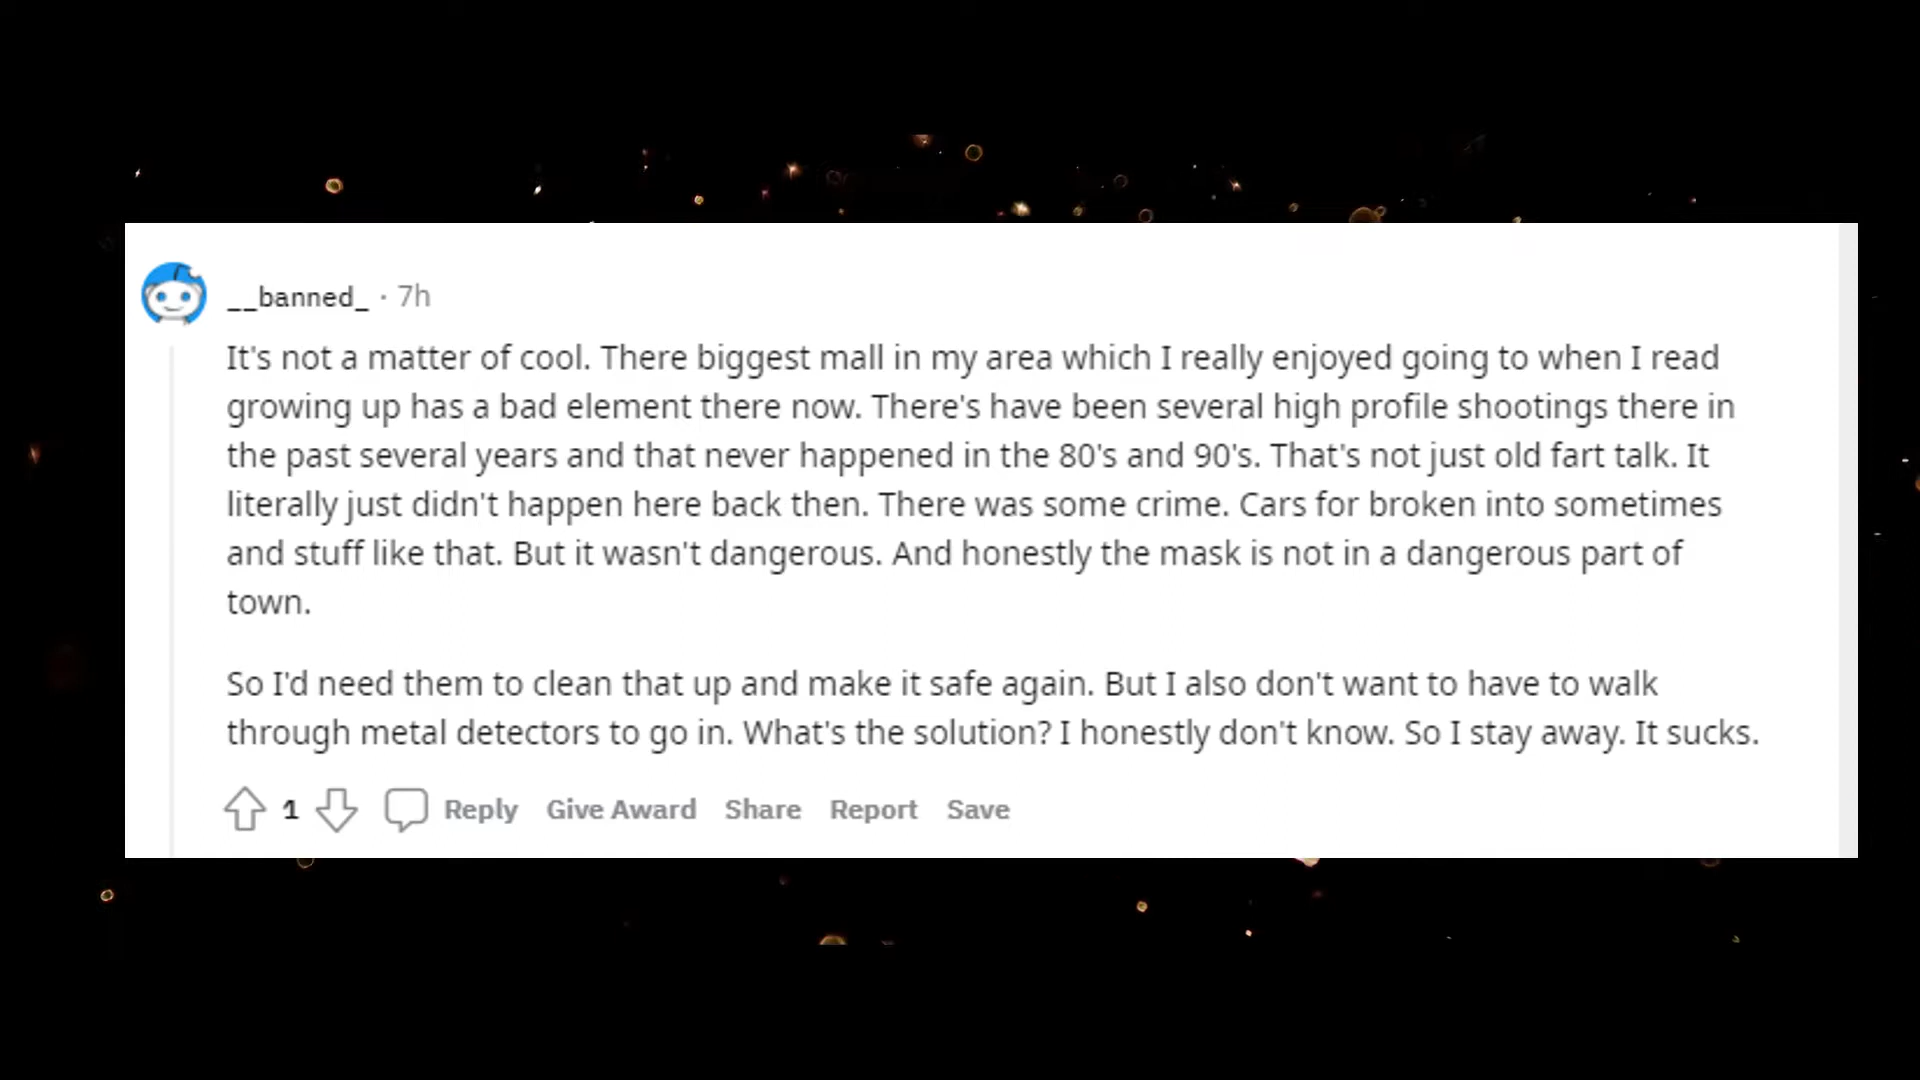 __banned_ · 7h
It's not a matter of cool. There biggest mall in my area which I really enjoyed going to when I read
growing up has a bad element there now. There's have been several high profile shootings there in
the past several years and that never happened in the 80's and 90's. That's not just old fart talk. It
literally just didn't happen here back then. There was some crime. Cars for broken into sometimes
and stuff like that. But it wasn't dangerous. And honestly the mask is not in a dangerous part of
town.
So I'd need them to clean that up and make it safe again. But I also don't want to have to walk
through metal detectors to go in. What's the solution? I honestly don't know. So I stay away. It sucks.
1 Reply Give Award Share Report Save